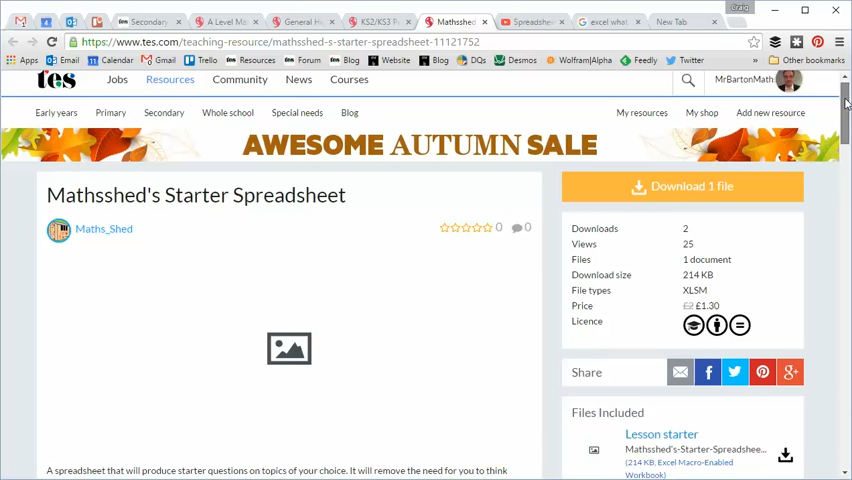 Craig
Secondary
A Level Ma
General H
KS2/KS3 P
Mathsshed
Spreadshee
excel what
New Tab
https://www.tes.com/teaching-resource/mathsshed-s-starter-spreadsheet-11121752
Apps
Email
Calendar
Gmail
Trello
Resources
Forum
Blog
Website
Blog
DQs
Desmos
Wolfram|Alpha
Feedly
Twitter
Other bookmarks
tes
Jobs
Resources
Community
News
Courses
MrBartonMath
Early years
Primary
Secondary
Whole school
Special needs
Blog
My resources
My shop
Add new resource
AWESOME AUTUMN SALE
Mathsshed's Starter Spreadsheet
Maths_Shed
0
0
A spreadsheet that will produce starter questions on topics of your choice. It will remove the need for you to think
Download 1 file
Downloads 2
Views 25
Files 1 document
Download size 214 KB
File types XLSM
Price £2 £1.30
Licence
Share
Files Included
Lesson starter
Mathsshed's-Starter-Spreadshee...
(214 KB, Excel Macro-Enabled
Workbook)